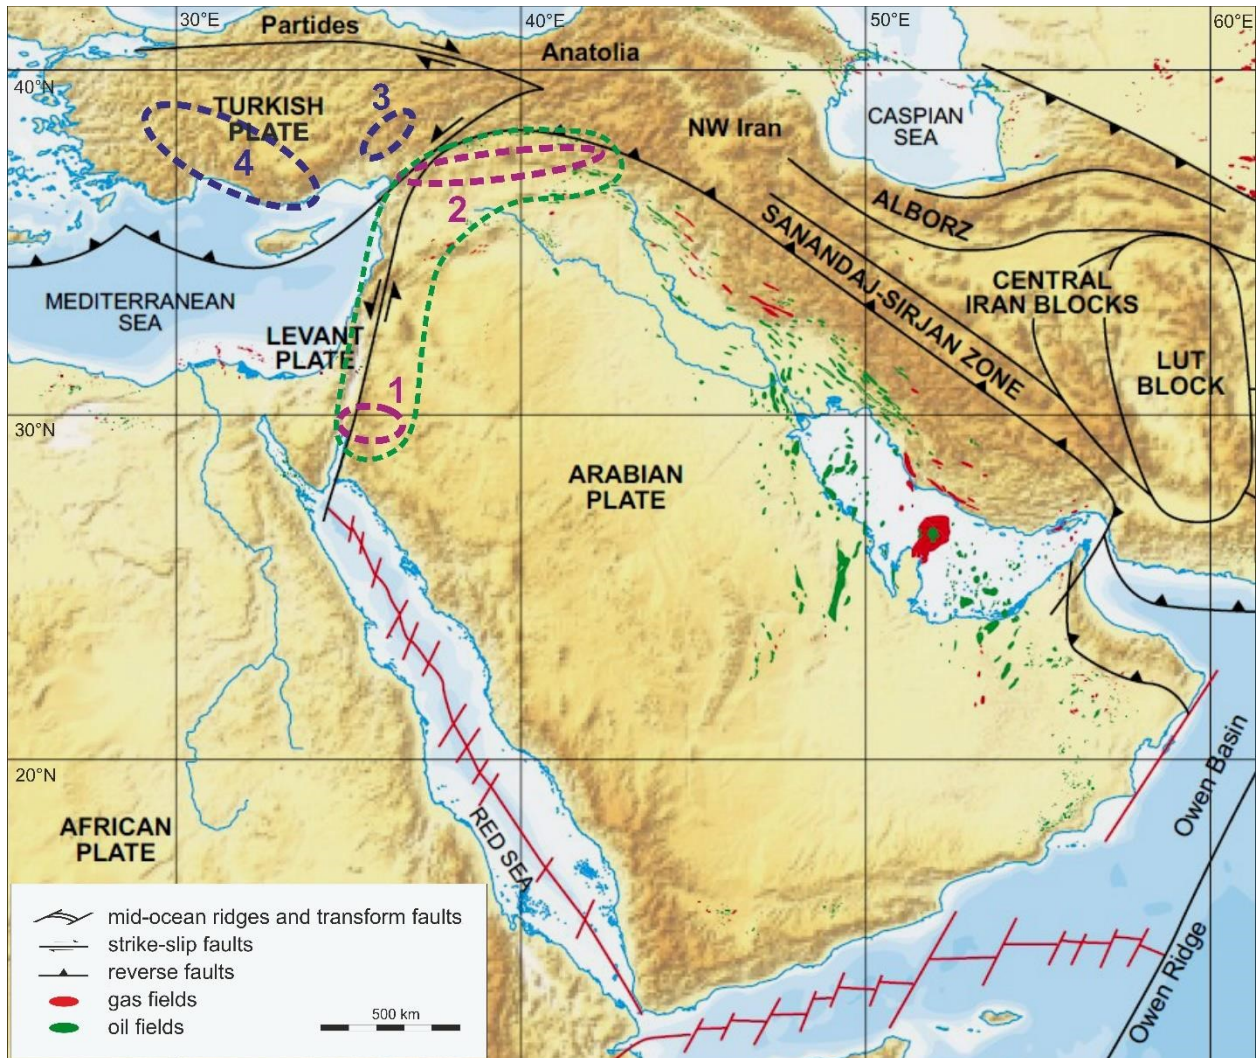 30°E
40°E
50°E
60°E
Partides
Anatolia
40°N
TURKISH
PLATE
3
4
NW Iran
CASPIAN
SEA
2
ALBORZ
SANANDAJ-SIRJAN ZONE
CENTRAL
IRAN BLOCKS
MEDITERRANEAN
SEA
LEVANT
PLATE
LUT
BLOCK
1
30°N
ARABIAN
PLATE
20°N
RED SEA
AFRICAN
PLATE
Owen Basin
Owen Ridge
mid-ocean ridges and transform faults
strike-slip faults
reverse faults
gas fields
oil fields
500 km